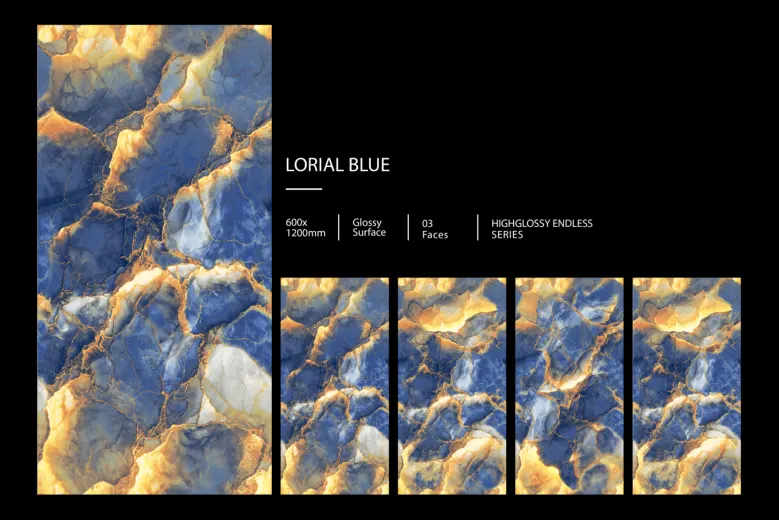 LORIAL BLUE
600x
1200mm
Glossy
Surface
03
Faces
HIGHGLOSSY ENDLESS
SERIES